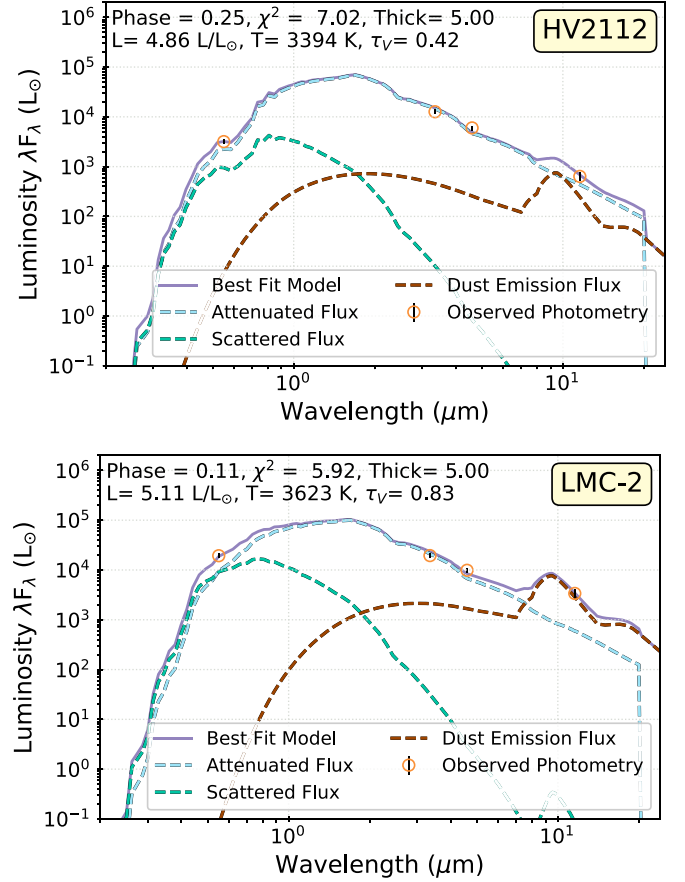 Phase = 0.25, χ² = 7.02, Thick= 5.00
L= 4.86 L/L⊙, T= 3394 K, τV= 0.42
HV2112
Luminosity λFλ (L⊙)
10⁶
10⁵
10⁴
10³
10²
10¹
10⁰
10⁻¹
Best Fit Model
Attenuated Flux
Scattered Flux
Dust Emission Flux
Observed Photometry
10⁰ 10¹
Wavelength (μm)
Phase = 0.11, χ² = 5.92, Thick= 5.00
L= 5.11 L/L⊙, T= 3623 K, τV= 0.83
LMC-2
Luminosity λFλ (L⊙)
10⁶
10⁵
10⁴
10³
10²
10¹
10⁰
10⁻¹
Best Fit Model
Attenuated Flux
Scattered Flux
Dust Emission Flux
Observed Photometry
10⁰ 10¹
Wavelength (μm)